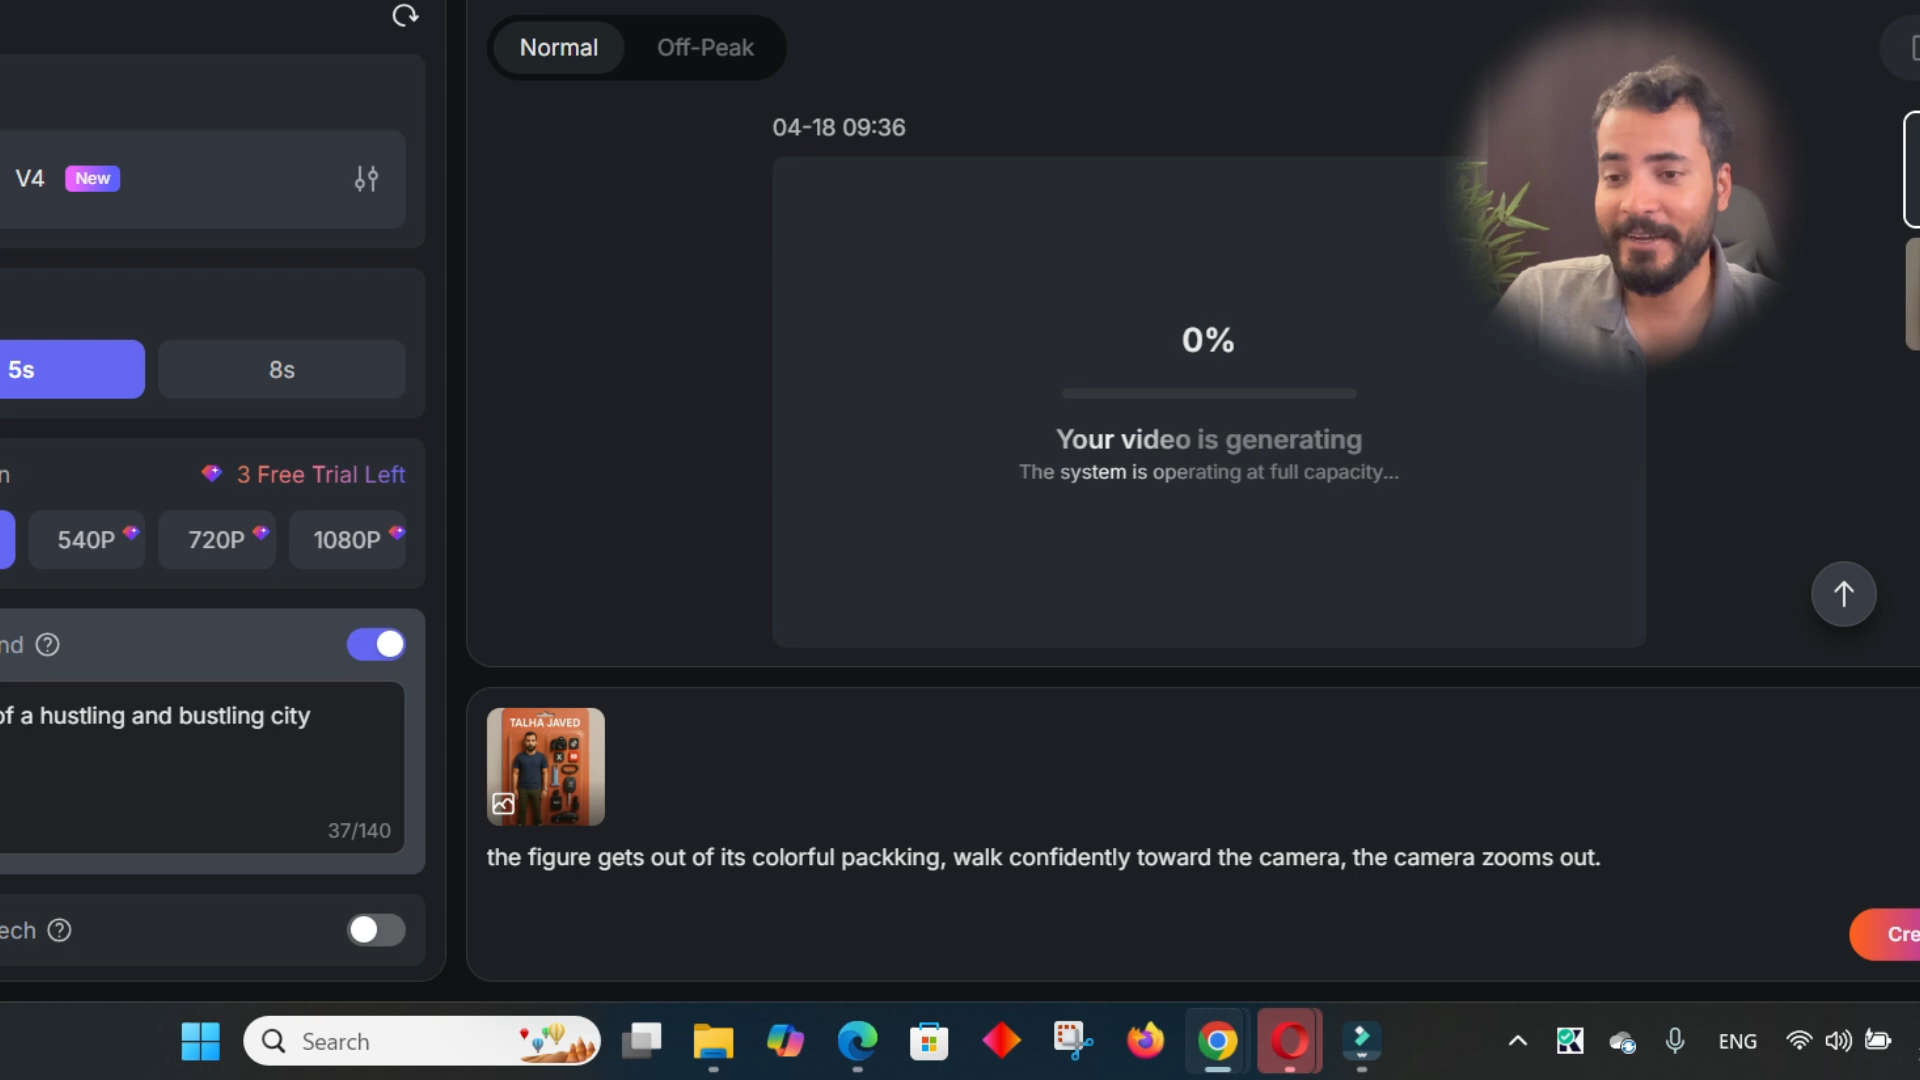 Normal
Off-Peak
04-18 09:36
V4
New
0%
5s
8s
Your video is generating
The system is operating at full capacity...
n
3 Free Trial Left
540P
720P
1080P
nd
of a hustling and bustling city
37/140
TALHA JAVED
the figure gets out of its colorful packking, walk confidently toward the camera, the camera zooms out.
ech
Cre
Search
ENG